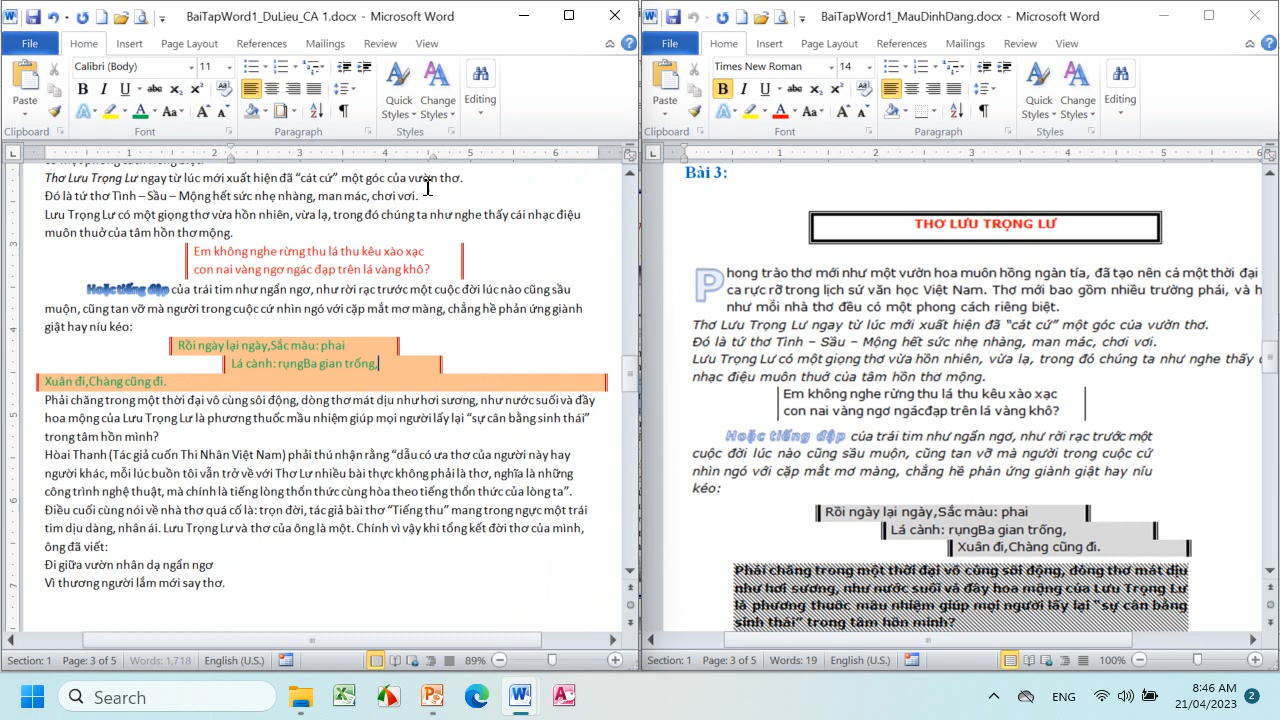 BaiTapWord1_DuLieu_CA 1.docx - Microsoft Word
File Home Insert Page Layout References Mailings Review View
Calibri (Body) 11
Paste
Quick Styles
Change Styles
Editing
Clipboard Font Paragraph Styles
Thơ Lưu Trọng Lư ngay từ lúc mới xuất hiện đã “cát cứ” một góc của vườn thơ.
Đó là tứ thơ Tình – Sầu – Mộng hết sức nhẹ nhàng, man mác, chơi vơi.
Lưu Trọng Lư có một giọng thơ vừa hồn nhiên, vừa lạ, trong đó chúng ta như nghe thấy cái nhạc điệu
muôn thuở của tâm hồn thơ mộng.
Em không nghe rừng thu lá thu kêu xào xạc
con nai vàng ngơ ngác đạp trên lá vàng khô?
Hoặc tiếng đập của trái tim như ngẩn ngơ, như rời rạc trước một cuộc đời lúc nào cũng sầu
muộn, cũng tan vỡ mà người trong cuộc cứ nhìn ngó với cặp mắt mơ màng, chẳng hề phản ứng giành
giật hay níu kéo:
Rồi ngày lại ngày,Sắc màu: phai
Lá cành: rụngBa gian trống,
Xuân đi,Chàng cũng đi.
Phải chăng trong một thời đại vô cùng sôi động, dòng thơ mát dịu như hơi sương, như nước suối và đầy
hoa mộng của Lưu Trọng Lư là phương thuốc mầu nhiệm giúp mọi người lấy lại “sự cân bằng sinh thái”
trong tâm hồn mình?
Hòai Thanh (Tác giả cuốn Thi Nhân Việt Nam) phải thú nhận rằng “dẫu có ưa thơ của người này hay
người khác, mỗi lúc buồn tôi vẫn trở về với Thơ Lư nhiều bài thực không phải là thơ, nghĩa là những
công trình nghệ thuật, mà chính là tiếng lòng thổn thức cùng hòa theo tiếng thổn thức của lòng ta”.
Điều cuối cùng nói về nhà thơ quá cố là: trọn đời, tác giả bài thơ “Tiếng thu” mang trong ngực một trái
tim dịu dàng, nhân ái. Lưu Trọng Lư và thơ của ông là một. Chính vì vậy khi tổng kết đời thơ của mình,
ông đã viết:
Đi giữa vườn nhân dạ ngẩn ngơ
Vì thương người lắm mới say thơ.
Section: 1 Page: 3 of 5 Words: 1,718 English (U.S.) 89%
BaiTapWord1_MauDinhDang.docx - Microsoft Word
File Home Insert Page Layout References Mailings Review View
Times New Roman 14
Paste
Quick Styles
Change Styles
Editing
Clipboard Font Paragraph Styles
Bài 3:
THƠ LƯU TRỌNG LƯ
Phong trào thơ mới như một vườn hoa muôn hồng ngàn tía, đã tạo nên cả một thời đại
ca rực rỡ trong lịch sử văn học Việt Nam. Thơ mới bao gồm nhiều trường phái, và h
như mỗi nhà thơ đều có một phong cách riêng biệt.
Thơ Lưu Trọng Lư ngay từ lúc mới xuất hiện đã “cát cứ” một góc của vườn thơ.
Đó là tứ thơ Tình – Sầu – Mộng hết sức nhẹ nhàng, man mác, chơi vơi.
Lưu Trọng Lư có một giọng thơ vừa hồn nhiên, vừa lạ, trong đó chúng ta như nghe thấy c
nhạc điệu muôn thuở của tâm hồn thơ mộng.
Em không nghe rừng thu lá thu kêu xào xạc
con nai vàng ngơ ngácđạp trên lá vàng khô?
Hoặc tiếng đập của trái tim như ngẩn ngơ, như rời rạc trước một
cuộc đời lúc nào cũng sầu muộn, cũng tan vỡ mà người trong cuộc cứ
nhìn ngó với cặp mắt mơ màng, chẳng hề phản ứng giành giật hay níu
kéo:
Rồi ngày lại ngày,Sắc màu: phai
Lá cành: rụngBa gian trống,
Xuân đi,Chàng cũng đi.
Phải chăng trong một thời đại vô cùng sôi động, dòng thơ mát dịu
như hơi sương, như nước suối và đầy hoa mộng của Lưu Trọng Lư
là phương thuốc mầu nhiệm giúp mọi người lấy lại “sự cân bằng
sinh thái” trong tâm hồn mình?
Section: 1 Page: 3 of 5 Words: 19 English (U.S.) 100%
Search
ENG
8:46 AM
21/04/2023
2